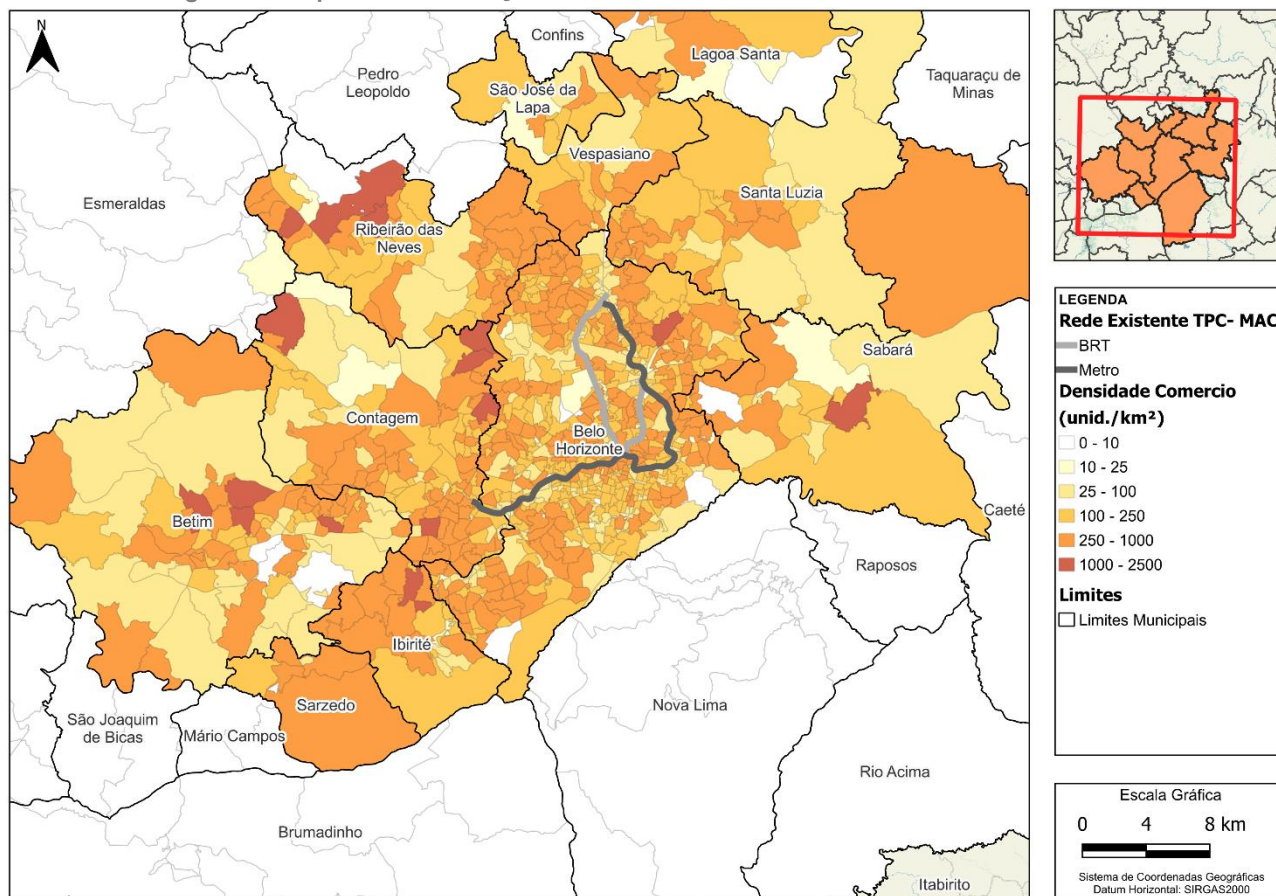 N
Confins
Lagoa Santa
Pedro
Leopoldo
Taquaraçu de
Minas
São José da
Lapa
Vespasiano
Esmeraldas
Santa Luzia
Ribeirão das
Neves
Sabará
Contagem
Belo
Horizonte
Caeté
Betim
Raposos
Ibirité
Sarzedo
Nova Lima
São Joaquim
de Bicas
Mário Campos
Rio Acima
Brumadinho
Itabirito
LEGENDA
Rede Existente TPC- MAC
BRT
Metro
Densidade Comercio
(unid./km²)
0 - 10
10 - 25
25 - 100
100 - 250
250 - 1000
1000 - 2500
Limites
Limites Municipais
Escala Gráfica
0 4 8 km
Sistema de Coordenadas Geográficas
Datum Horizontal: SIRGAS2000